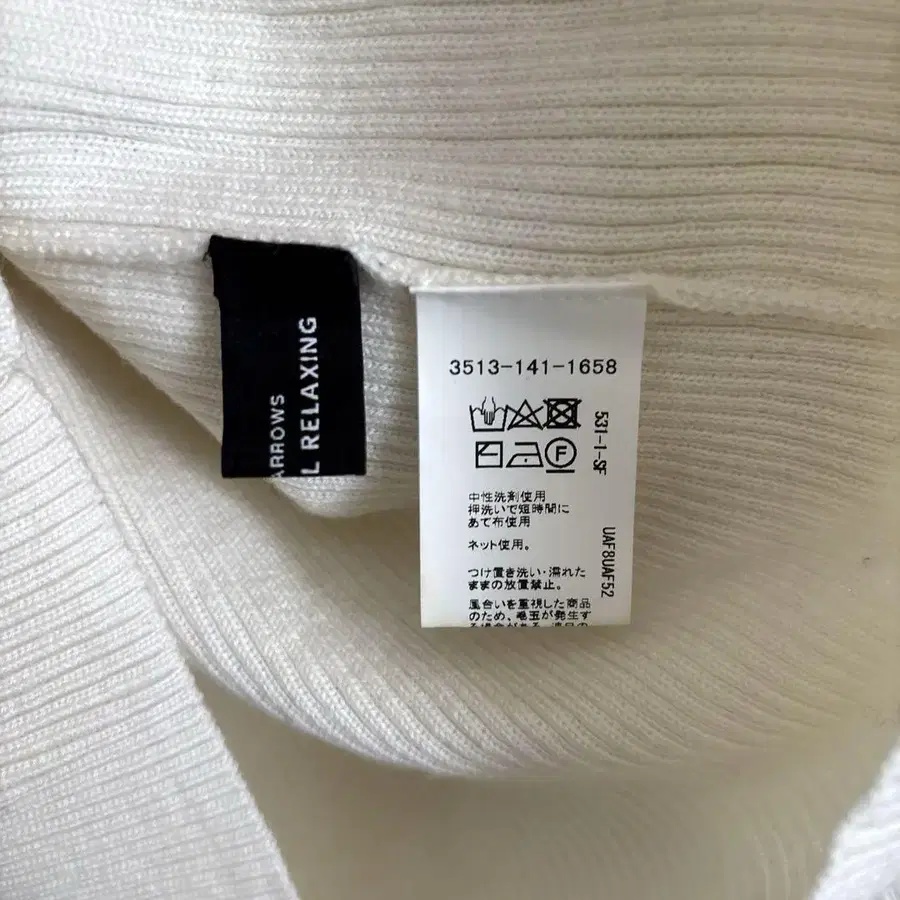 ARROWS
L RELAXING
3513-141-1658
F
531-1-SF
中性洗剤使用
押洗いで短時間に
あて布使用
ネット使用。
つけ置き洗い・濡れた
ままの放置禁止。
風合いを重視した商品
のため、毛玉が発生す
UAF8UAF52